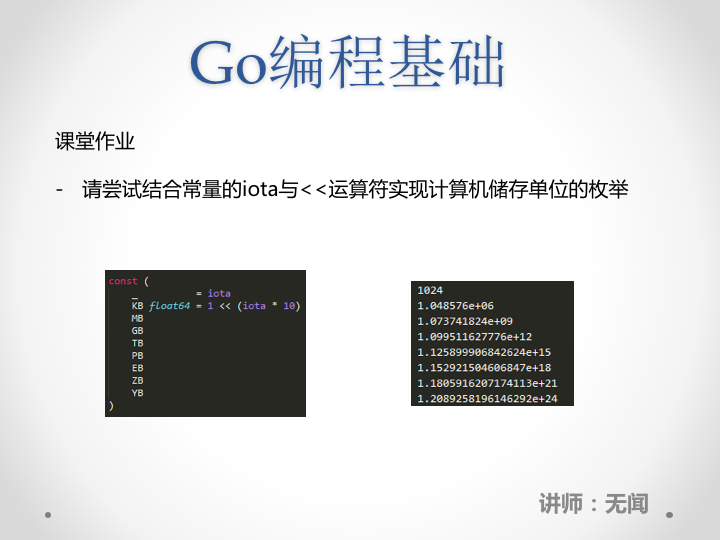 Go编程基础
课堂作业
- 请尝试结合常量的iota与<<运算符实现计算机储存单位的枚举
const (
_ = iota
KB float64 = 1 << (iota * 10)
MB
GB
TB
PB
EB
ZB
YB
)
1024
1.048576e+06
1.073741824e+09
1.099511627776e+12
1.125899906842624e+15
1.152921504606847e+18
1.1805916207174113e+21
1.2089258196146292e+24
讲师：无闻